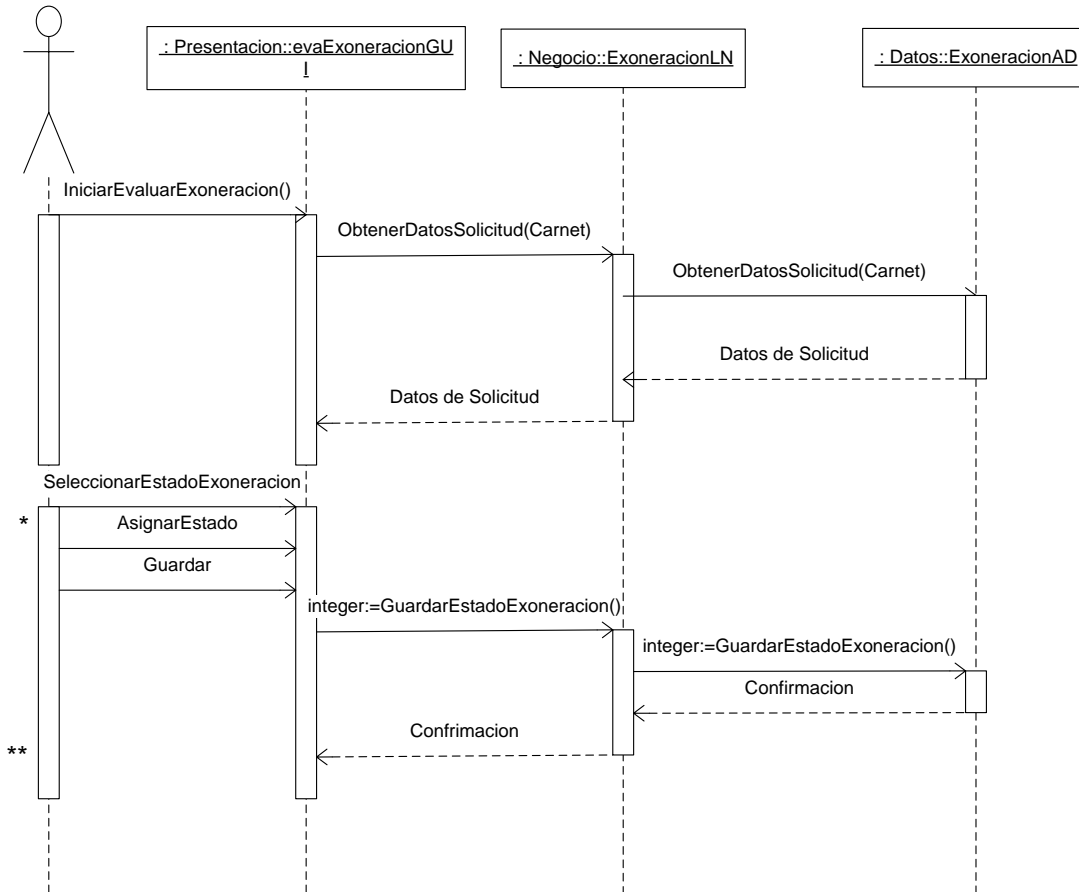 : Presentacion::evaExoneracionGU
I
: Negocio::ExoneracionLN
: Datos::ExoneracionAD
IniciarEvaluarExoneracion()
ObtenerDatosSolicitud(Carnet)
ObtenerDatosSolicitud(Carnet)
Datos de Solicitud
Datos de Solicitud
SeleccionarEstadoExoneracion
*
AsignarEstado
Guardar
integer:=GuardarEstadoExoneracion()
integer:=GuardarEstadoExoneracion()
Confirmacion
Confrimacion
**